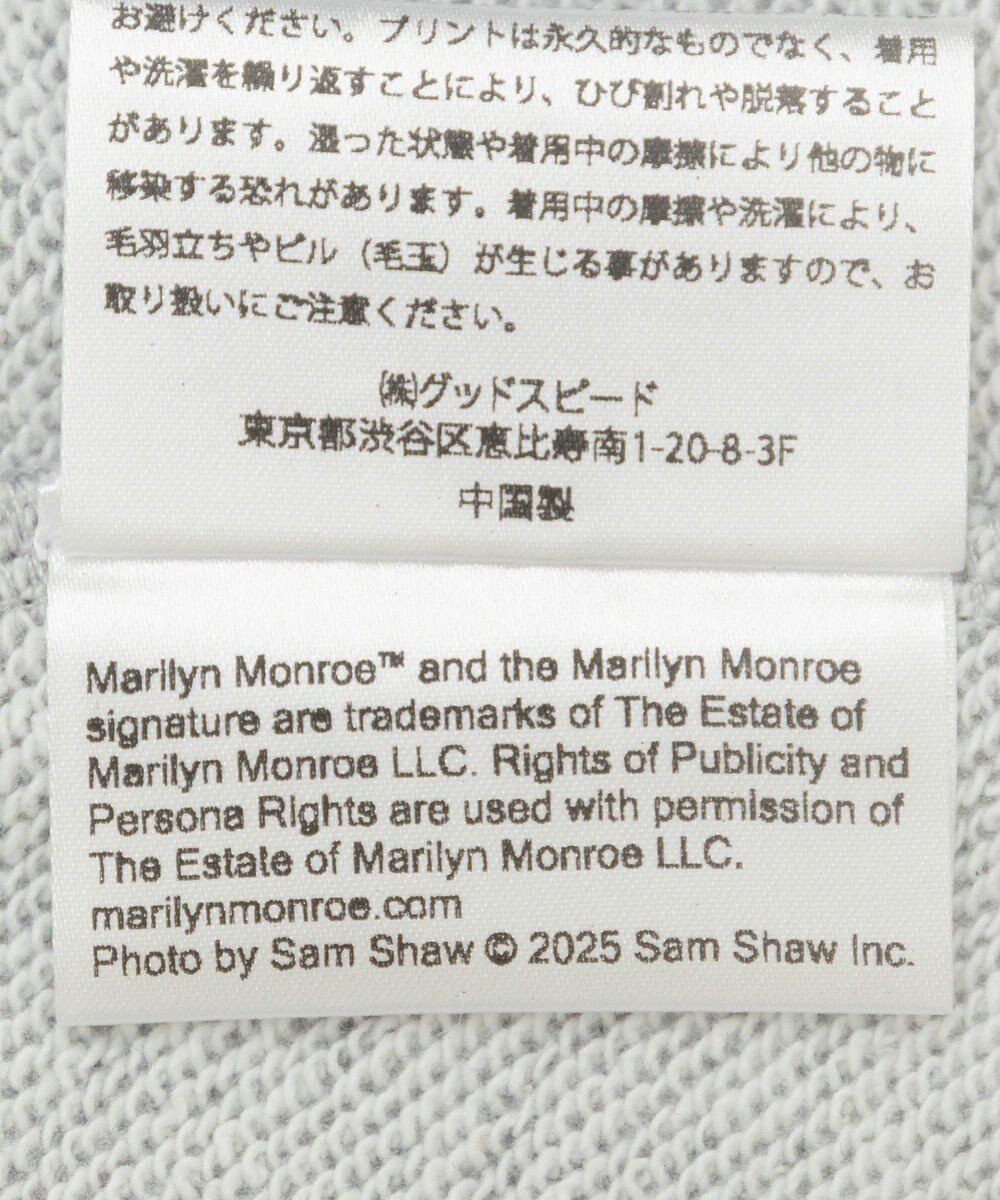 お避けください。プリントは永久的なものでなく、着用
や洗濯を繰り返すことにより、ひび割れや脱落すること
があります。湿った状態や着用中の摩擦により他の物に
移染する恐れがあります。着用中の摩擦や洗濯により、
毛羽立ちやピル（毛玉）が生じる事がありますので、お
取り扱いにご注意ください。
㈱グッドスピード
東京都渋谷区恵比寿南1-20-8-3F
中国製
Marilyn Monroe™ and the Marilyn Monroe
signature are trademarks of The Estate of
Marilyn Monroe LLC. Rights of Publicity and
Persona Rights are used with permission of
The Estate of Marilyn Monroe LLC.
marilynmonroe.com
Photo by Sam Shaw © 2025 Sam Shaw Inc.